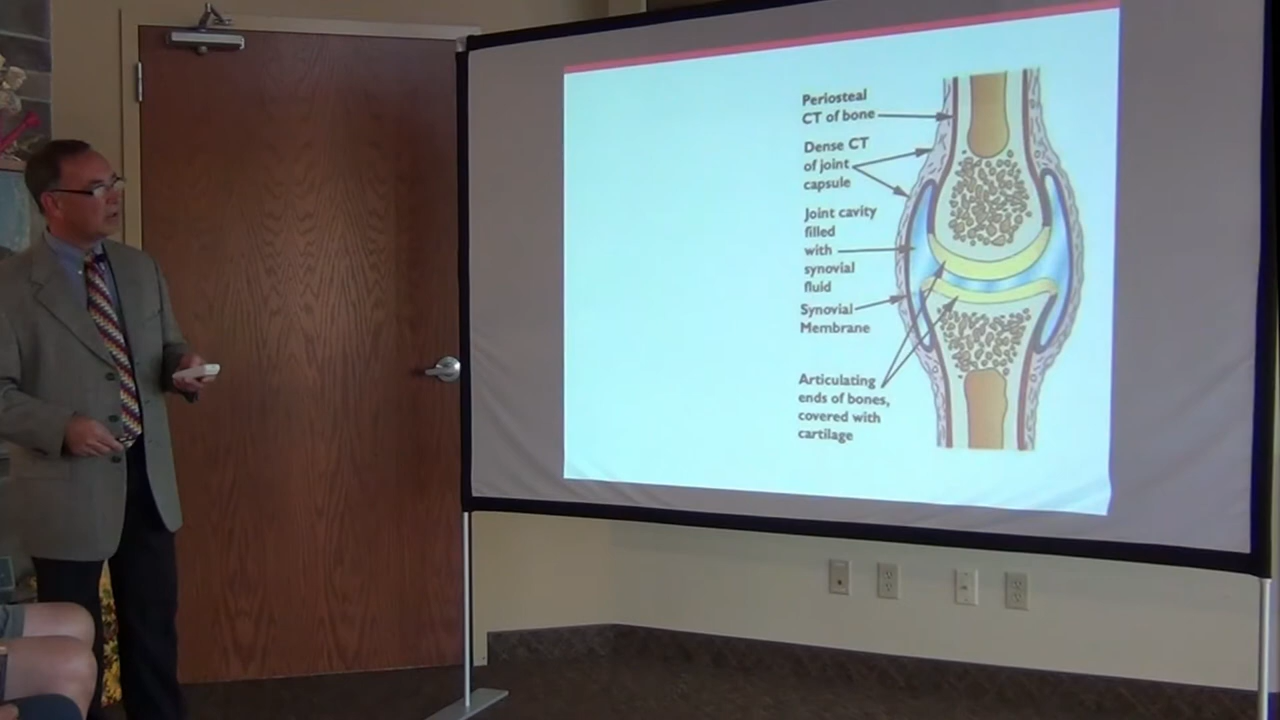 Periosteal
CT of bone
Dense CT
of joint
capsule
Joint cavity
filled
with
synovial
fluid
Synovial
Membrane
Articulating
ends of bones,
covered with
cartilage